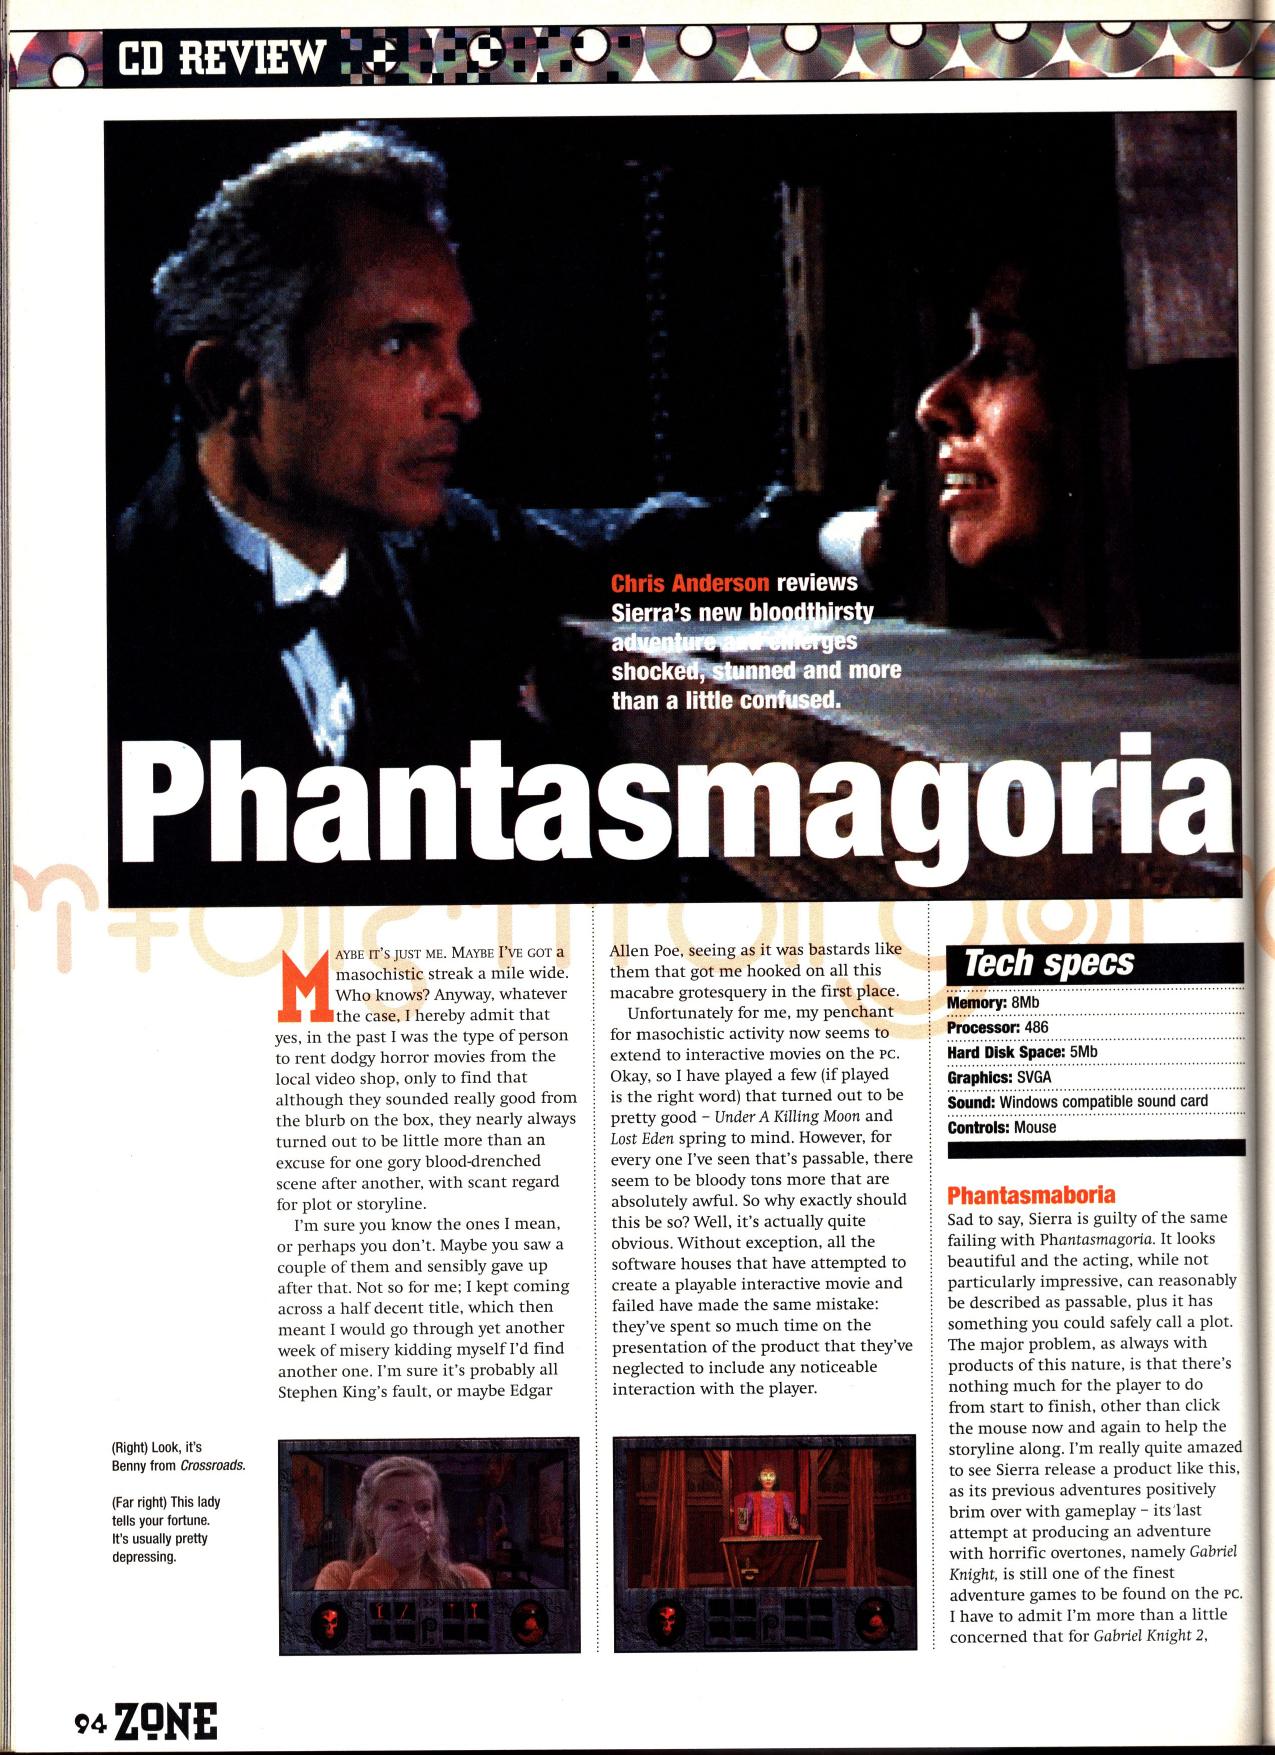 CD REVIEW
Chris Anderson reviews
Sierra's new bloodthirsty
adventure and emerges
shocked, stunned and more
than a little confused.
Phantasmagoria
MAYBE IT'S JUST ME. MAYBE I'VE GOT a
masochistic streak a mile wide.
Who knows? Anyway, whatever
the case, I hereby admit that
yes, in the past I was the type of person
to rent dodgy horror movies from the
local video shop, only to find that
although they sounded really good from
the blurb on the box, they nearly always
turned out to be little more than an
excuse for one gory blood-drenched
scene after another, with scant regard
for plot or storyline.
I'm sure you know the ones I mean,
or perhaps you don't. Maybe you saw a
couple of them and sensibly gave up
after that. Not so for me; I kept coming
across a half decent title, which then
meant I would go through yet another
week of misery kidding myself I'd find
another one. I'm sure it's probably all
Stephen King's fault, or maybe Edgar
Allen Poe, seeing as it was bastards like
them that got me hooked on all this
macabre grotesquery in the first place.
Unfortunately for me, my penchant
for masochistic activity now seems to
extend to interactive movies on the PC.
Okay, so I have played a few (if played
is the right word) that turned out to be
pretty good – Under A Killing Moon and
Lost Eden spring to mind. However, for
every one I've seen that's passable, there
seem to be bloody tons more that are
absolutely awful. So why exactly should
this be so? Well, it's actually quite
obvious. Without exception, all the
software houses that have attempted to
create a playable interactive movie and
failed have made the same mistake:
they've spent so much time on the
presentation of the product that they've
neglected to include any noticeable
interaction with the player.
Tech specs
Memory: 8Mb
Processor: 486
Hard Disk Space: 5Mb
Graphics: SVGA
Sound: Windows compatible sound card
Controls: Mouse
Phantasmaboria
Sad to say, Sierra is guilty of the same
failing with Phantasmagoria. It looks
beautiful and the acting, while not
particularly impressive, can reasonably
be described as passable, plus it has
something you could safely call a plot.
The major problem, as always with
products of this nature, is that there's
nothing much for the player to do
from start to finish, other than click
the mouse now and again to help the
storyline along. I'm really quite amazed
to see Sierra release a product like this,
as its previous adventures positively
brim over with gameplay – its last
attempt at producing an adventure
with horrific overtones, namely Gabriel
Knight, is still one of the finest
adventure games to be found on the PC.
I have to admit I'm more than a little
concerned that for Gabriel Knight 2,
(Right) Look, it's
Benny from Crossroads.
(Far right) This lady
tells your fortune.
It's usually pretty
depressing.
94 ZONE